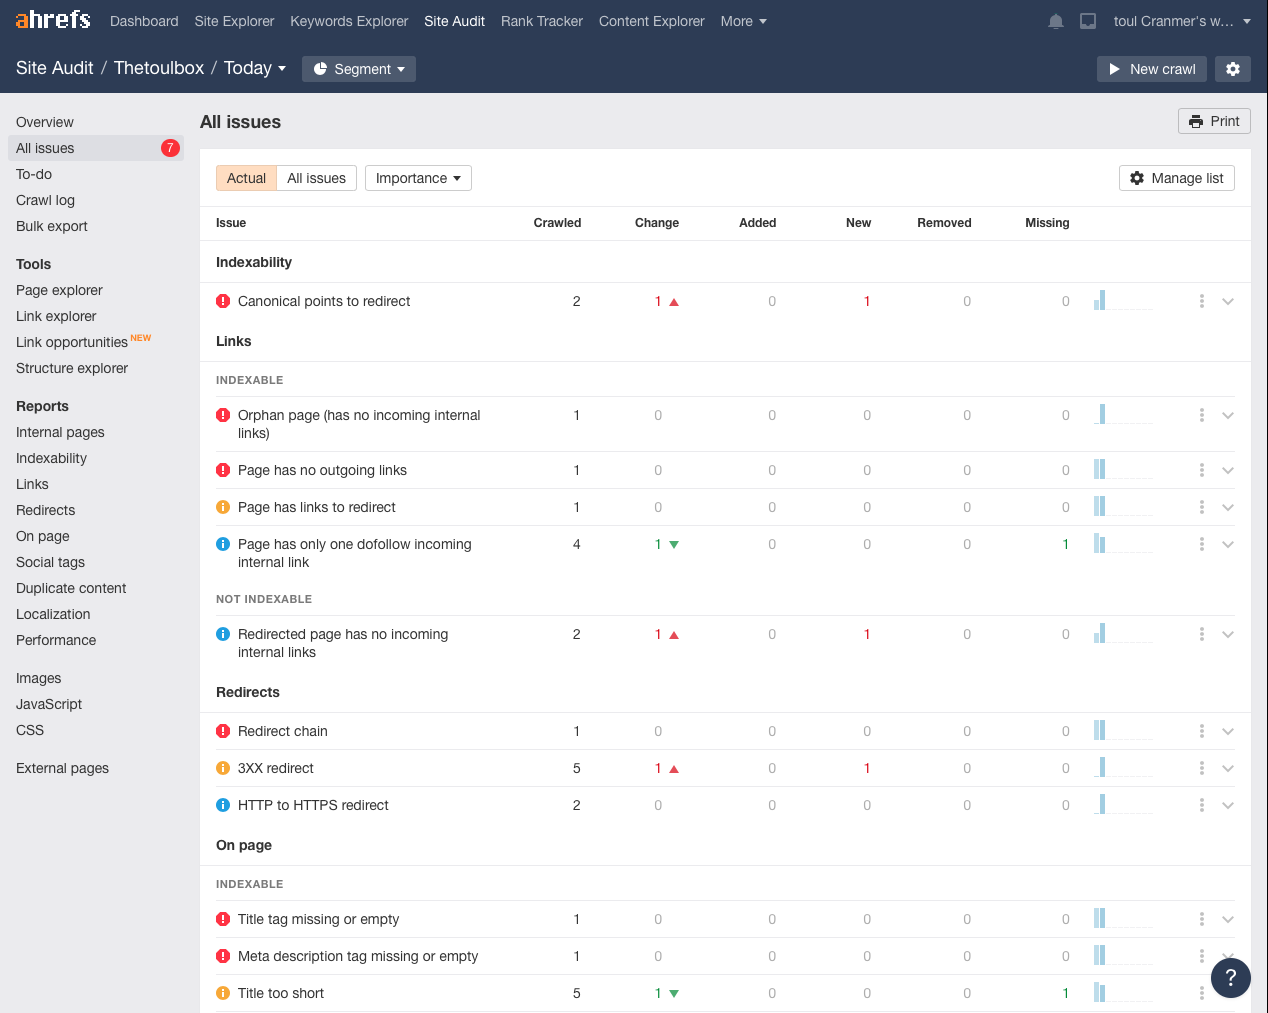 ahrefs Dashboard Site Explorer Keywords Explorer Site Audit Rank Tracker Content Explorer More toul Cranmer's w...
Site Audit / Thetoulbox / Today Segment New crawl
Overview
All issues 7
To-do
Crawl log
Bulk export
Tools
Page explorer
Link explorer
Link opportunities NEW
Structure explorer
Reports
Internal pages
Indexability
Links
Redirects
On page
Social tags
Duplicate content
Localization
Performance
Images
JavaScript
CSS
External pages
All issues Print
Actual All issues Importance Manage list
Issue Crawled Change Added New Removed Missing
Indexability
Canonical points to redirect 2 1 0 1 0 0
Links
INDEXABLE
Orphan page (has no incoming internal
links) 1 0 0 0 0 0
Page has no outgoing links 1 0 0 0 0 0
Page has links to redirect 1 0 0 0 0 0
Page has only one dofollow incoming
internal link 4 1 0 0 0 1
NOT INDEXABLE
Redirected page has no incoming
internal links 2 1 0 1 0 0
Redirects
Redirect chain 1 0 0 0 0 0
3XX redirect 5 1 0 1 0 0
HTTP to HTTPS redirect 2 0 0 0 0 0
On page
INDEXABLE
Title tag missing or empty 1 0 0 0 0 0
Meta description tag missing or empty 1 0 0 0 0 0
Title too short 5 1 0 0 0 1
?